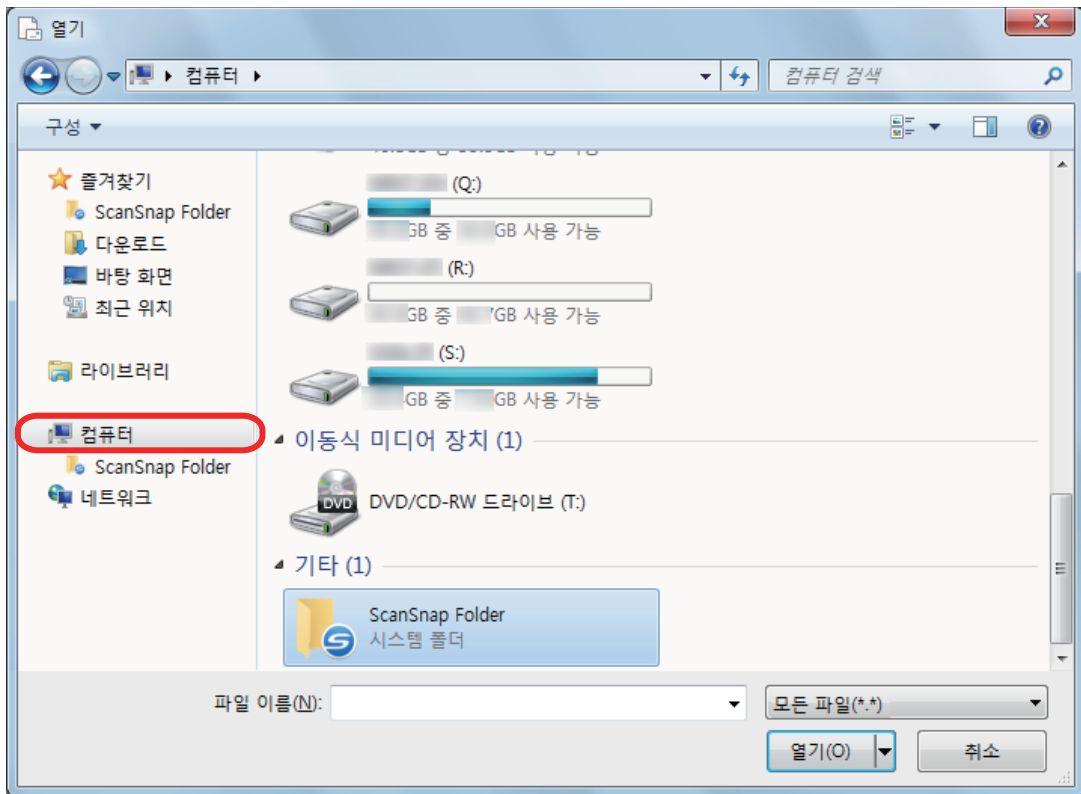 열기
컴퓨터
컴퓨터 검색
구성
즐겨찾기
ScanSnap Folder
다운로드
바탕 화면
최근 위치
라이브러리
컴퓨터
ScanSnap Folder
네트워크
(Q:)
GB 중 GB 사용 가능
(R:)
GB 중 GB 사용 가능
(S:)
GB 중 GB 사용 가능
이동식 미디어 장치 (1)
DVD
DVD/CD-RW 드라이브 (T:)
기타 (1)
ScanSnap Folder
시스템 폴더
파일 이름(N):
모든 파일(*.*)
열기(O)
취소